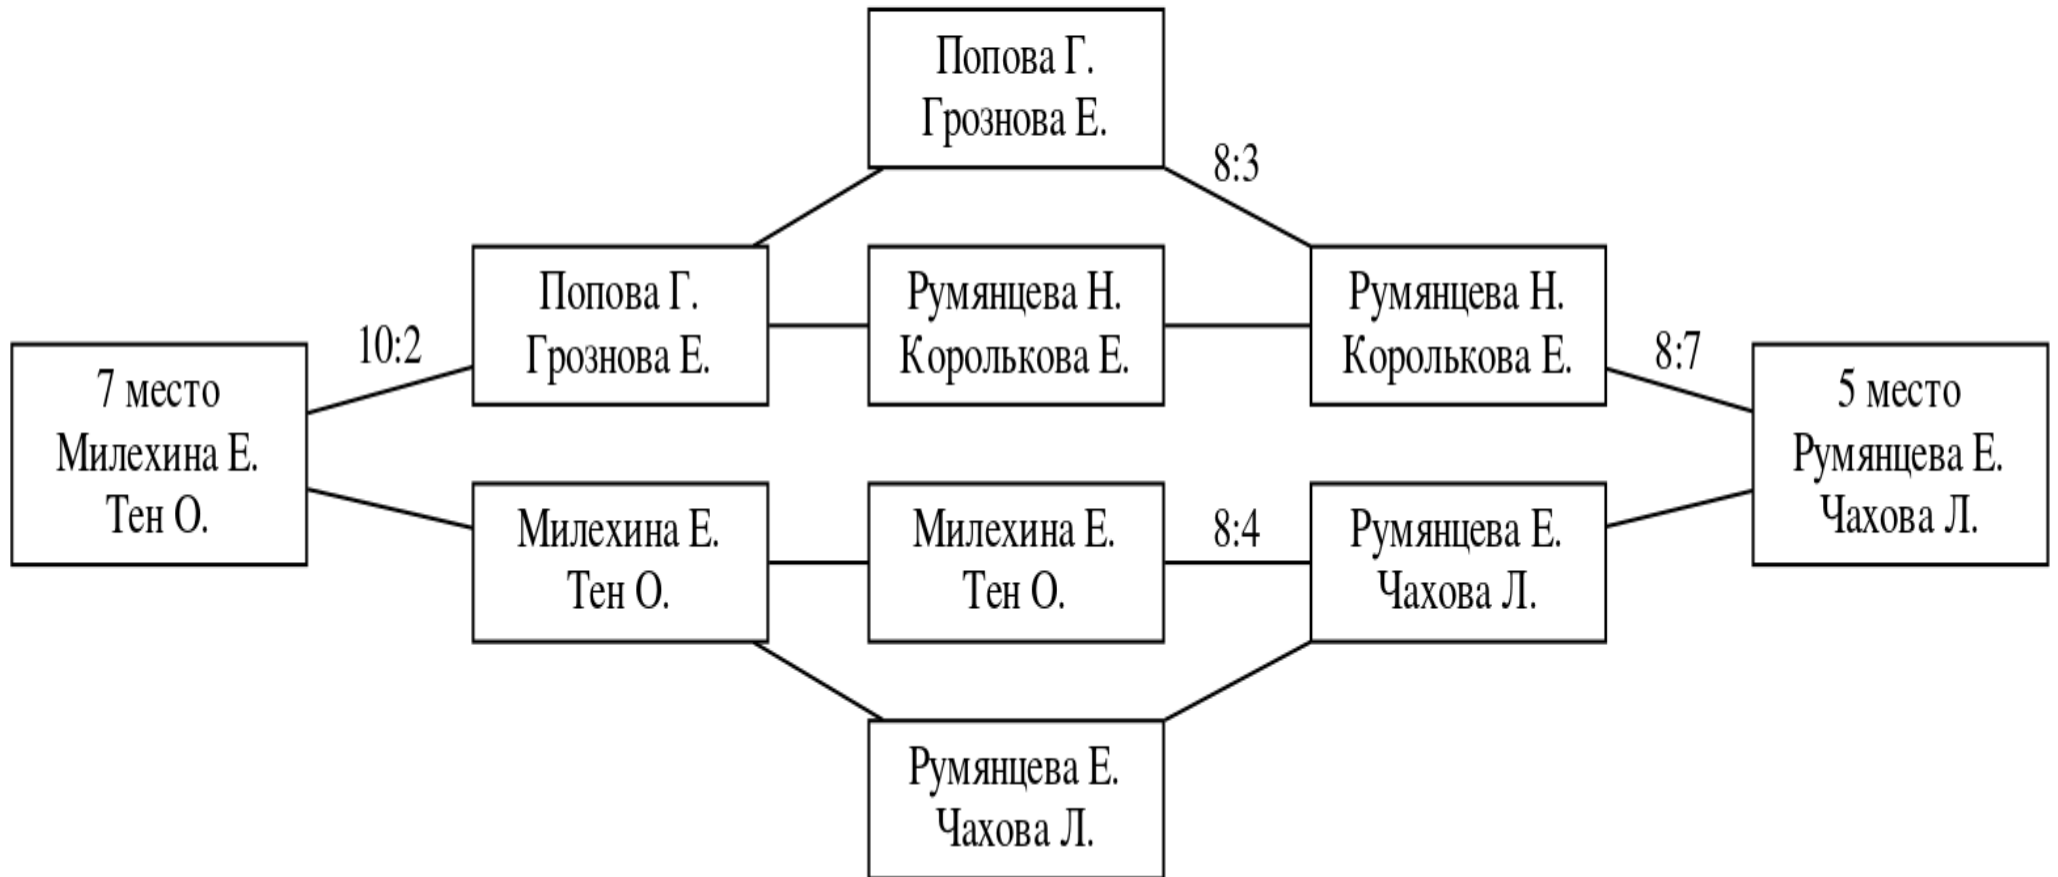 Попова Г.
Грознова Е.
8:3
Попова Г.
Грознова Е.
Румянцева Н.
Королькова Е.
Румянцева Н.
Королькова Е.
10:2
8:7
7 место
Милехина Е.
Тен О.
5 место
Румянцева Е.
Чахова Л.
Милехина Е.
Тен О.
Милехина Е.
Тен О.
8:4
Румянцева Е.
Чахова Л.
Румянцева Е.
Чахова Л.